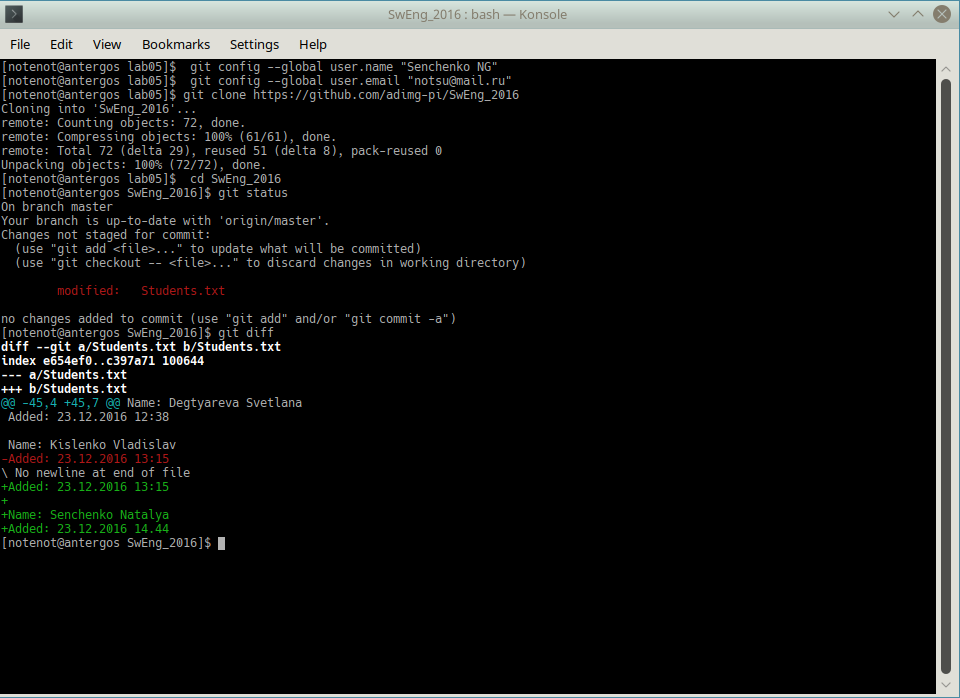 SwEng_2016 : bash — Konsole
File Edit View Bookmarks Settings Help
[notenot@antergos lab05]$  git config --global user.name "Senchenko NG"
[notenot@antergos lab05]$  git config --global user.email "notsu@mail.ru"
[notenot@antergos lab05]$ git clone https://github.com/adimg-pi/SwEng_2016
Cloning into 'SwEng_2016'...
remote: Counting objects: 72, done.
remote: Compressing objects: 100% (61/61), done.
remote: Total 72 (delta 29), reused 51 (delta 8), pack-reused 0
Unpacking objects: 100% (72/72), done.
[notenot@antergos lab05]$  cd SwEng_2016
[notenot@antergos SwEng_2016]$ git status
On branch master
Your branch is up-to-date with 'origin/master'.
Changes not staged for commit:
  (use "git add <file>..." to update what will be committed)
  (use "git checkout -- <file>..." to discard changes in working directory)
        modified:   Students.txt
no changes added to commit (use "git add" and/or "git commit -a")
[notenot@antergos SwEng_2016]$ git diff
diff --git a/Students.txt b/Students.txt
index e654ef0..c397a71 100644
--- a/Students.txt
+++ b/Students.txt
@@ -45,4 +45,7 @@ Name: Degtyareva Svetlana
 Added: 23.12.2016 12:38
 Name: Kislenko Vladislav
-Added: 23.12.2016 13:15
\ No newline at end of file
+Added: 23.12.2016 13:15
+
+Name: Senchenko Natalya
+Added: 23.12.2016 14.44
[notenot@antergos SwEng_2016]$